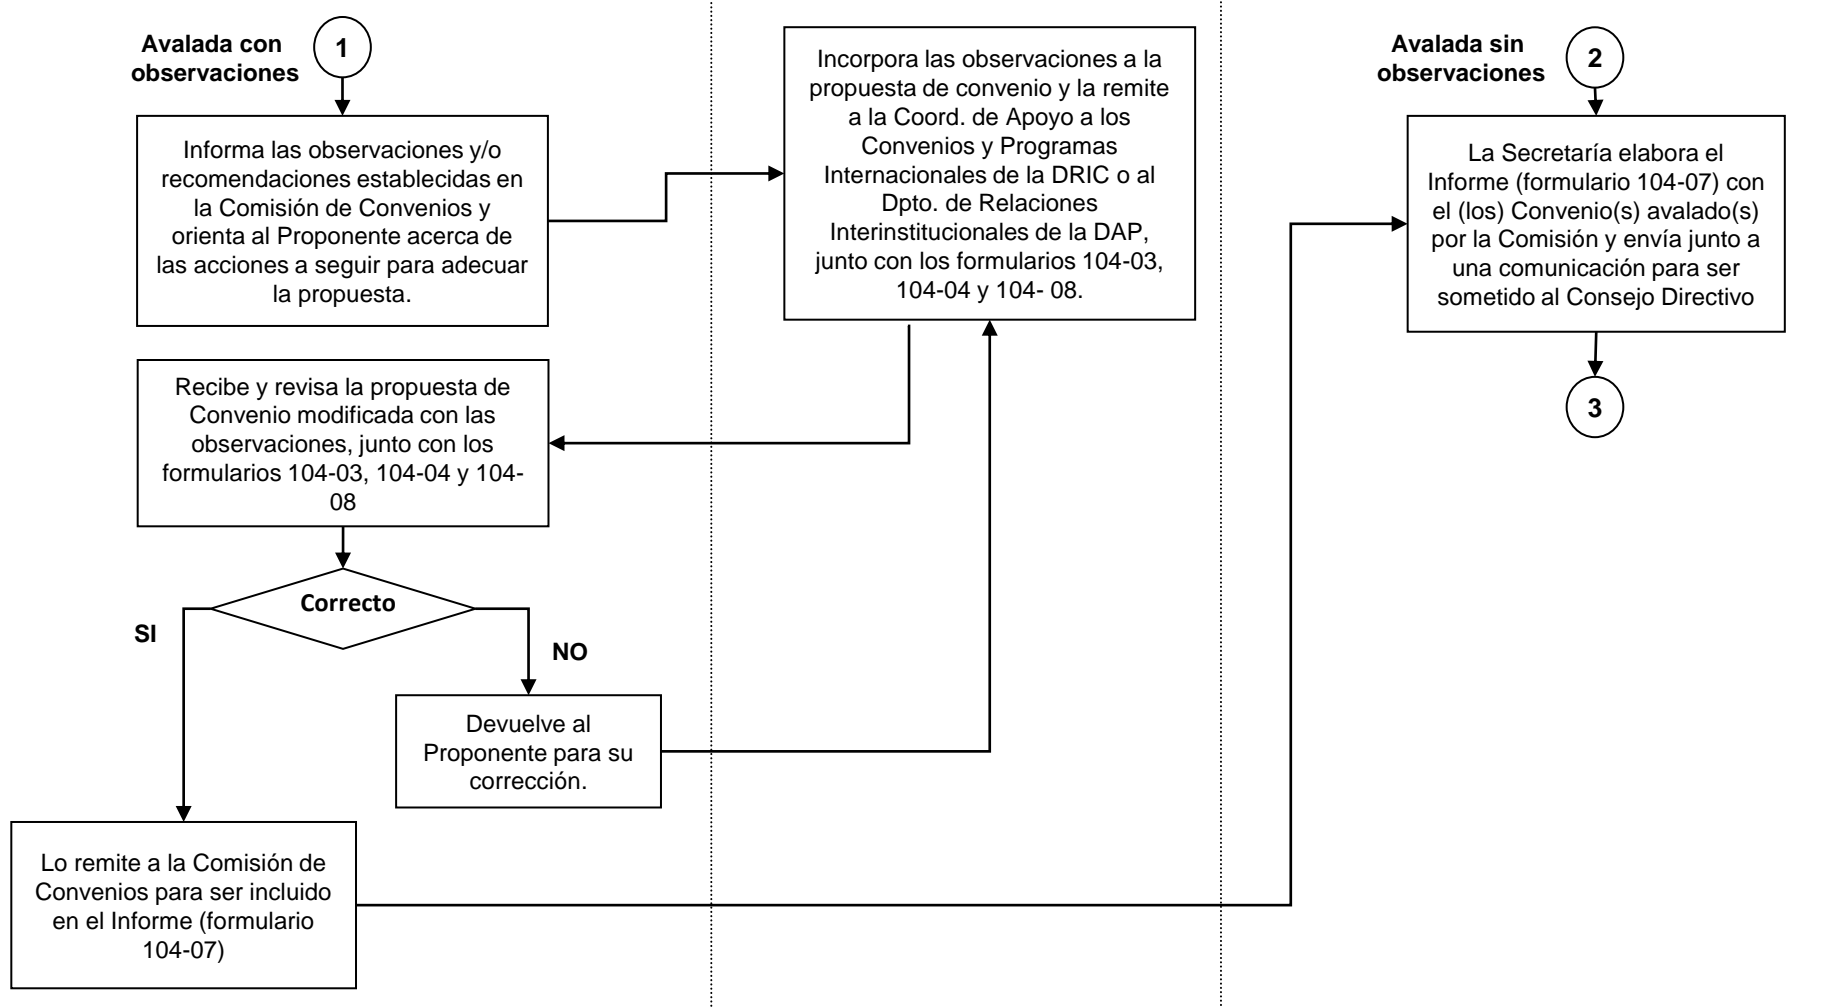 Avalada con
observaciones
1
Informa las observaciones y/o
recomendaciones establecidas en
la Comisión de Convenios y
orienta al Proponente acerca de
las acciones a seguir para adecuar
la propuesta.
Incorpora las observaciones a la
propuesta de convenio y la remite
a la Coord. de Apoyo a los
Convenios y Programas
Internacionales de la DRIC o al
Dpto. de Relaciones
Interinstitucionales de la DAP,
junto con los formularios 104-03,
104-04 y 104- 08.
Recibe y revisa la propuesta de
Convenio modificada con las
observaciones, junto con los
formularios 104-03, 104-04 y 104-
08
Correcto
SI
NO
Devuelve al
Proponente para su
corrección.
Lo remite a la Comisión de
Convenios para ser incluido
en el Informe (formulario
104-07)
Avalada sin
observaciones
2
La Secretaría elabora el
Informe (formulario 104-07) con
el (los) Convenio(s) avalado(s)
por la Comisión y envía junto a
una comunicación para ser
sometido al Consejo Directivo
3